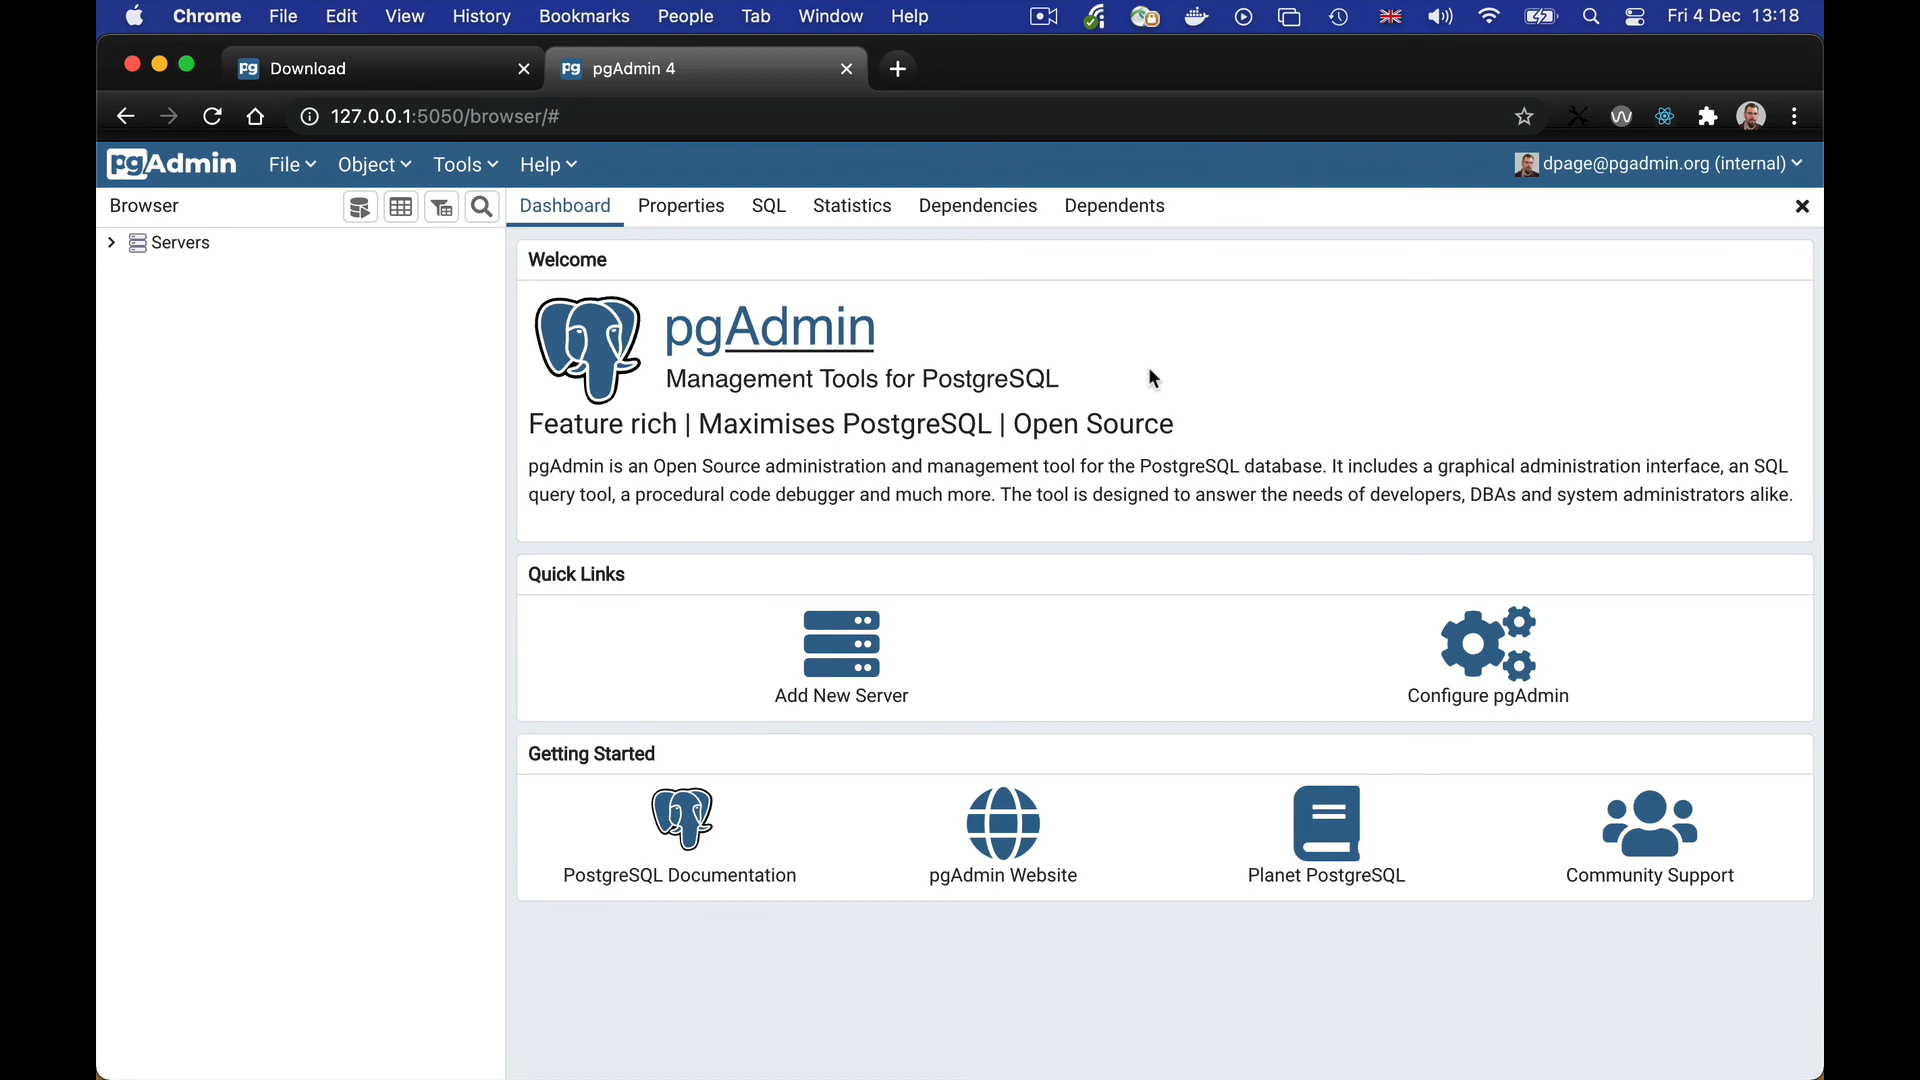 Chrome File Edit View History Bookmarks People Tab Window Help Fri 4 Dec 13:18
pg Download pg pgAdmin 4
127.0.0.1:5050/browser/#
pgAdmin File Object Tools Help dpage@pgadmin.org (internal)
Browser Dashboard Properties SQL Statistics Dependencies Dependents
Servers
Welcome
pgAdmin
Management Tools for PostgreSQL
Feature rich | Maximises PostgreSQL | Open Source
pgAdmin is an Open Source administration and management tool for the PostgreSQL database. It includes a graphical administration interface, an SQL
query tool, a procedural code debugger and much more. The tool is designed to answer the needs of developers, DBAs and system administrators alike.
Quick Links
Add New Server Configure pgAdmin
Getting Started
PostgreSQL Documentation pgAdmin Website Planet PostgreSQL Community Support